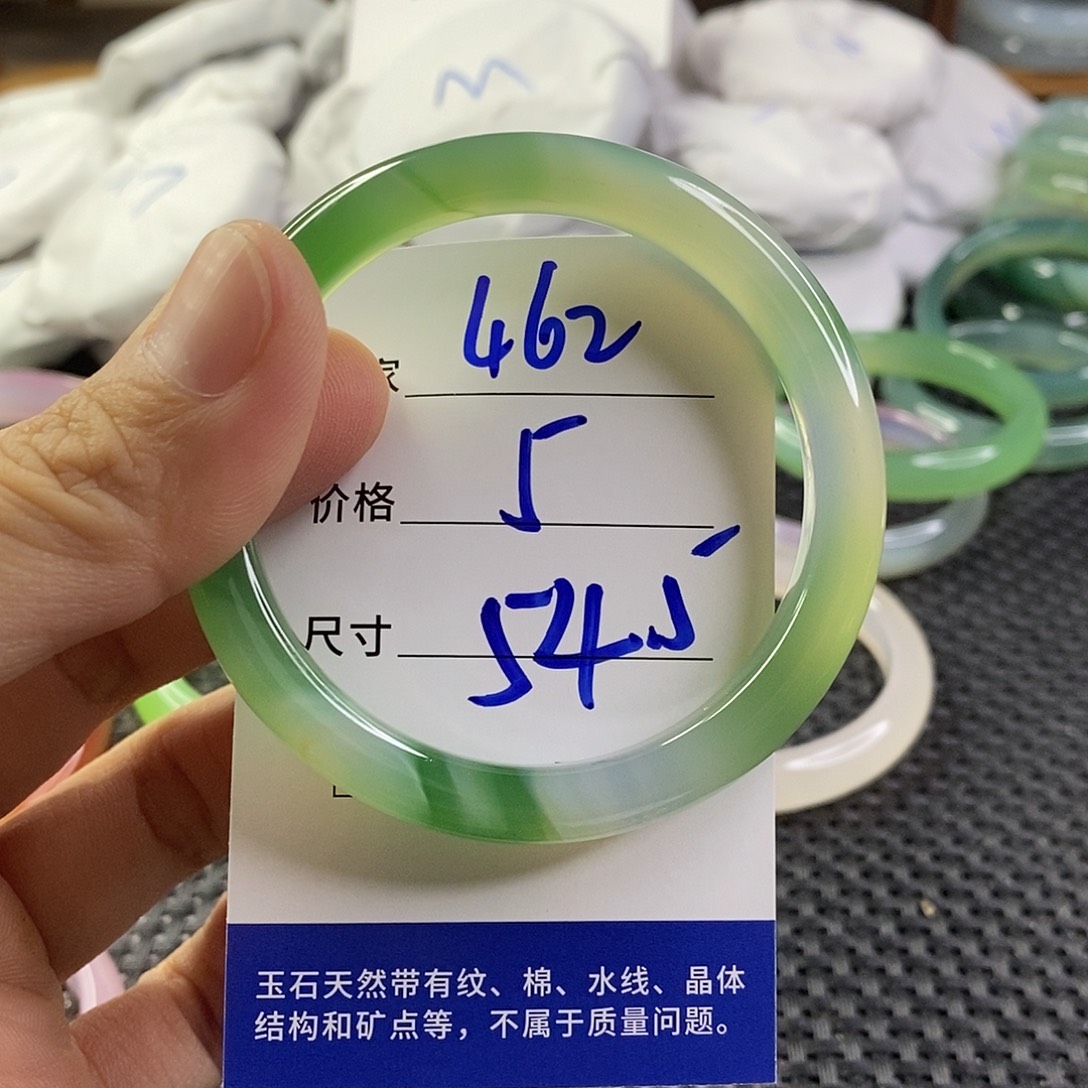 家 462
价格 5
尺寸 54.5
玉石天然带有纹、棉、水线、晶体
结构和矿点等，不属于质量问题。